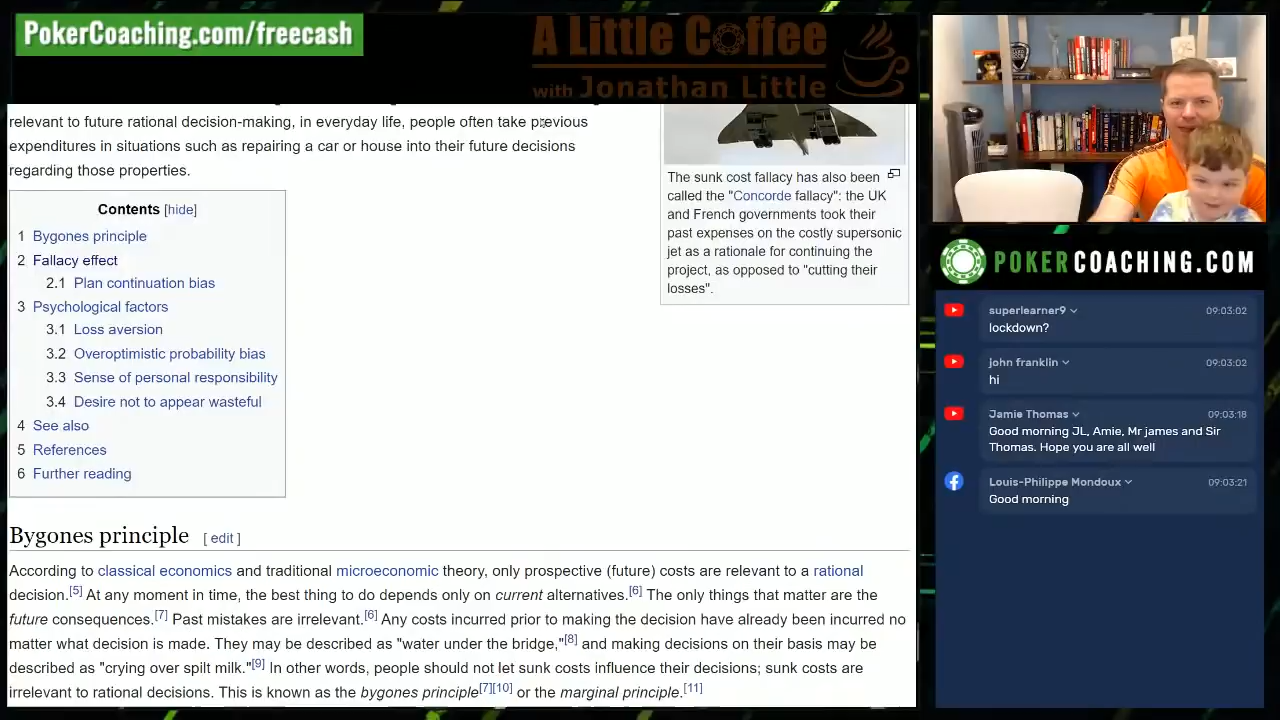 PokerCoaching.com/freecash
A Little Coffee
with Jonathan Little
relevant to future rational decision-making, in everyday life, people often take previous
expenditures in situations such as repairing a car or house into their future decisions
regarding those properties.
The sunk cost fallacy has also been
called the "Concorde fallacy": the UK
and French governments took their
past expenses on the costly supersonic
jet as a rationale for continuing the
project, as opposed to "cutting their
losses".
Contents [hide]
1 Bygones principle
2 Fallacy effect
2.1 Plan continuation bias
3 Psychological factors
3.1 Loss aversion
3.2 Overoptimistic probability bias
3.3 Sense of personal responsibility
3.4 Desire not to appear wasteful
4 See also
5 References
6 Further reading
Bygones principle [ edit ]
According to classical economics and traditional microeconomic theory, only prospective (future) costs are relevant to a rational
decision.[5] At any moment in time, the best thing to do depends only on current alternatives.[6] The only things that matter are the
future consequences.[7] Past mistakes are irrelevant.[6] Any costs incurred prior to making the decision have already been incurred no
matter what decision is made. They may be described as "water under the bridge,"[8] and making decisions on their basis may be
described as "crying over spilt milk."[9] In other words, people should not let sunk costs influence their decisions; sunk costs are
irrelevant to rational decisions. This is known as the bygones principle[7][10] or the marginal principle.[11]
POKERCOACHING.COM
superlearner9 09:03:02
lockdown?
john franklin 09:03:02
hi
Jamie Thomas 09:03:18
Good morning JL, Amie, Mr james and Sir
Thomas. Hope you are all well
Louis-Philippe Mondoux 09:03:21
Good morning